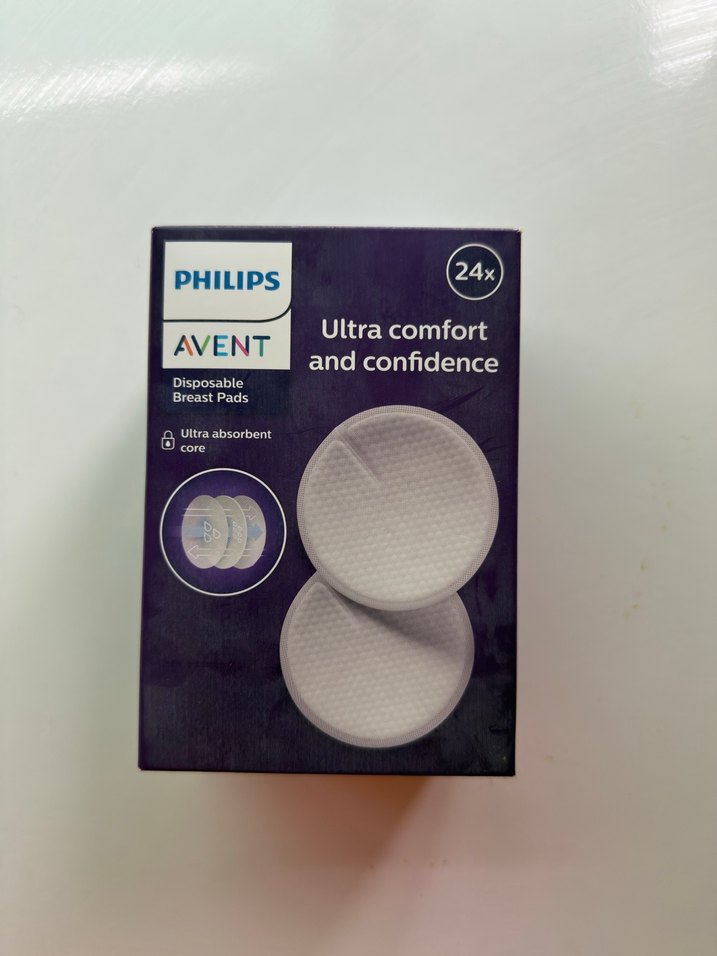 PHILIPS
AVENT
Disposable
Breast Pads
Ultra absorbent
core
24x
Ultra comfort
and confidence